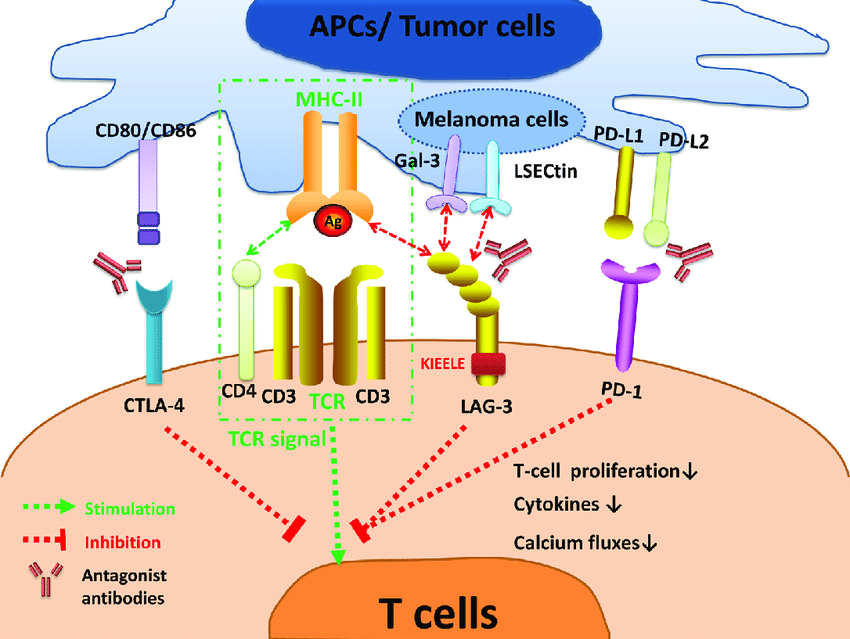 APCs/ Tumor cells
MHC-II
CD80/CD86
Melanoma cells
PD-L1
PD-L2
Gal-3
LSECtin
Ag
KIEELE
CTLA-4
CD4
CD3
TCR
CD3
LAG-3
PD-1
TCR signal
T-cell proliferation↓
Cytokines ↓
Calcium fluxes↓
Stimulation
Inhibition
Antagonist
antibodies
T cells